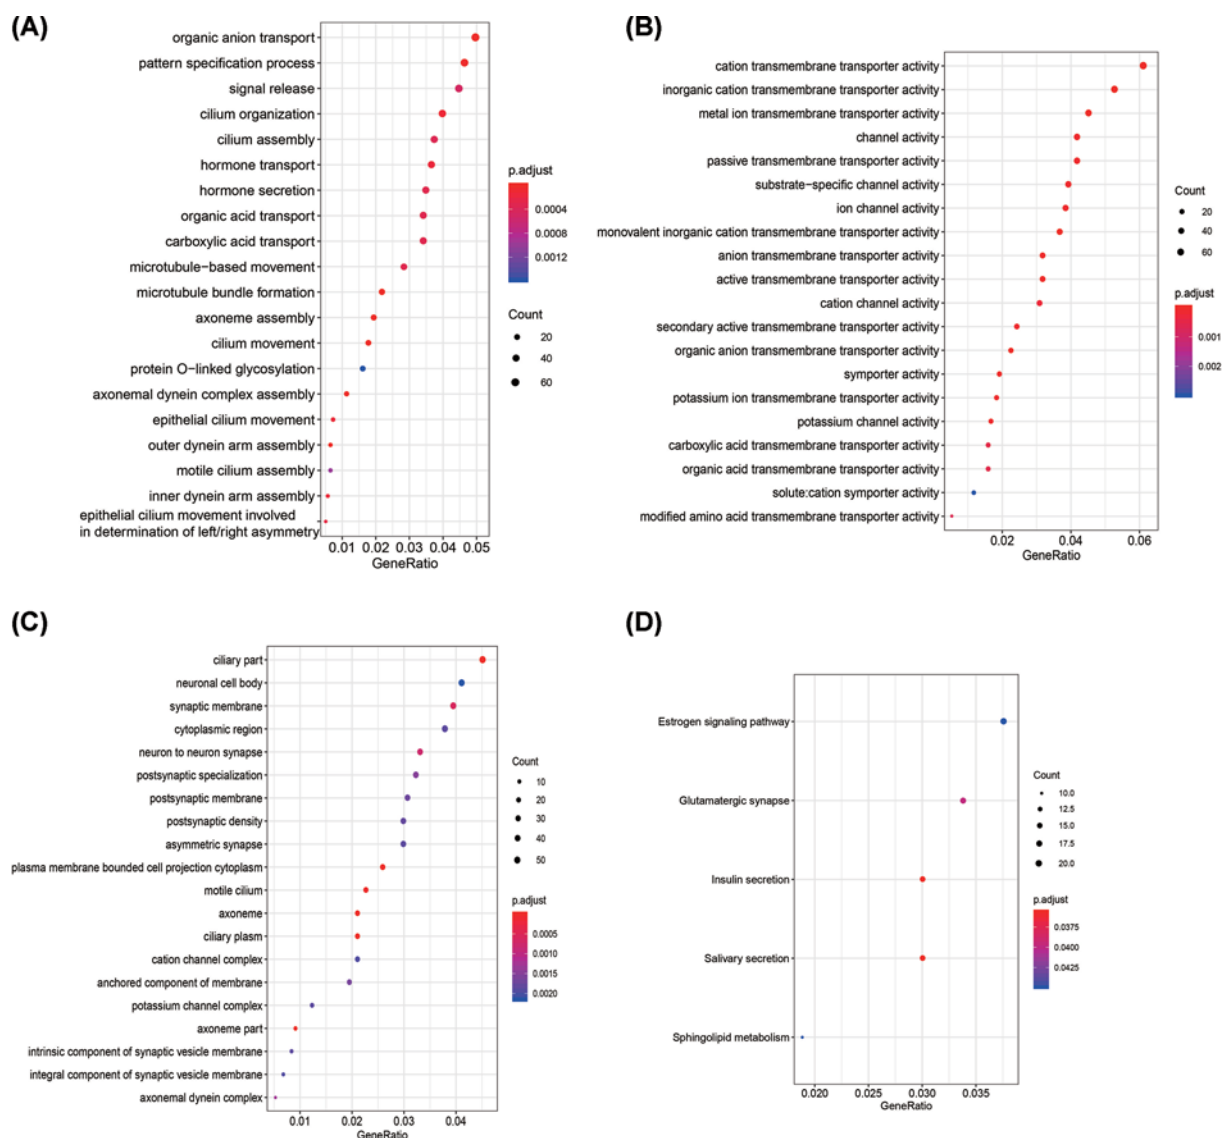 (A)
organic anion transport
pattern specification process
signal release
cilium organization
cilium assembly
hormone transport
hormone secretion
organic acid transport
carboxylic acid transport
microtubule−based movement
microtubule bundle formation
axoneme assembly
cilium movement
protein O−linked glycosylation
axonemal dynein complex assembly
epithelial cilium movement
outer dynein arm assembly
motile cilium assembly
inner dynein arm assembly
epithelial cilium movement involved
in determination of left/right asymmetry
0.01 0.02 0.03 0.04 0.05
GeneRatio
p.adjust
0.0004
0.0008
0.0012
Count
20
40
60
(B)
cation transmembrane transporter activity
inorganic cation transmembrane transporter activity
metal ion transmembrane transporter activity
channel activity
passive transmembrane transporter activity
substrate−specific channel activity
ion channel activity
monovalent inorganic cation transmembrane transporter activity
anion transmembrane transporter activity
active transmembrane transporter activity
cation channel activity
secondary active transmembrane transporter activity
organic anion transmembrane transporter activity
symporter activity
potassium ion transmembrane transporter activity
potassium channel activity
carboxylic acid transmembrane transporter activity
organic acid transmembrane transporter activity
solute:cation symporter activity
modified amino acid transmembrane transporter activity
0.02 0.04 0.06
GeneRatio
Count
20
40
60
p.adjust
0.001
0.002
(C)
ciliary part
neuronal cell body
synaptic membrane
cytoplasmic region
neuron to neuron synapse
postsynaptic specialization
postsynaptic membrane
postsynaptic density
asymmetric synapse
plasma membrane bounded cell projection cytoplasm
motile cilium
axoneme
ciliary plasm
cation channel complex
anchored component of membrane
potassium channel complex
axoneme part
intrinsic component of synaptic vesicle membrane
integral component of synaptic vesicle membrane
axonemal dynein complex
0.01 0.02 0.03 0.04
GeneRatio
Count
10
20
30
40
50
p.adjust
0.0005
0.0010
0.0015
0.0020
(D)
Estrogen signaling pathway
Glutamatergic synapse
Insulin secretion
Salivary secretion
Sphingolipid metabolism
0.020 0.025 0.030 0.035
GeneRatio
Count
10.0
12.5
15.0
17.5
20.0
p.adjust
0.0375
0.0400
0.0425